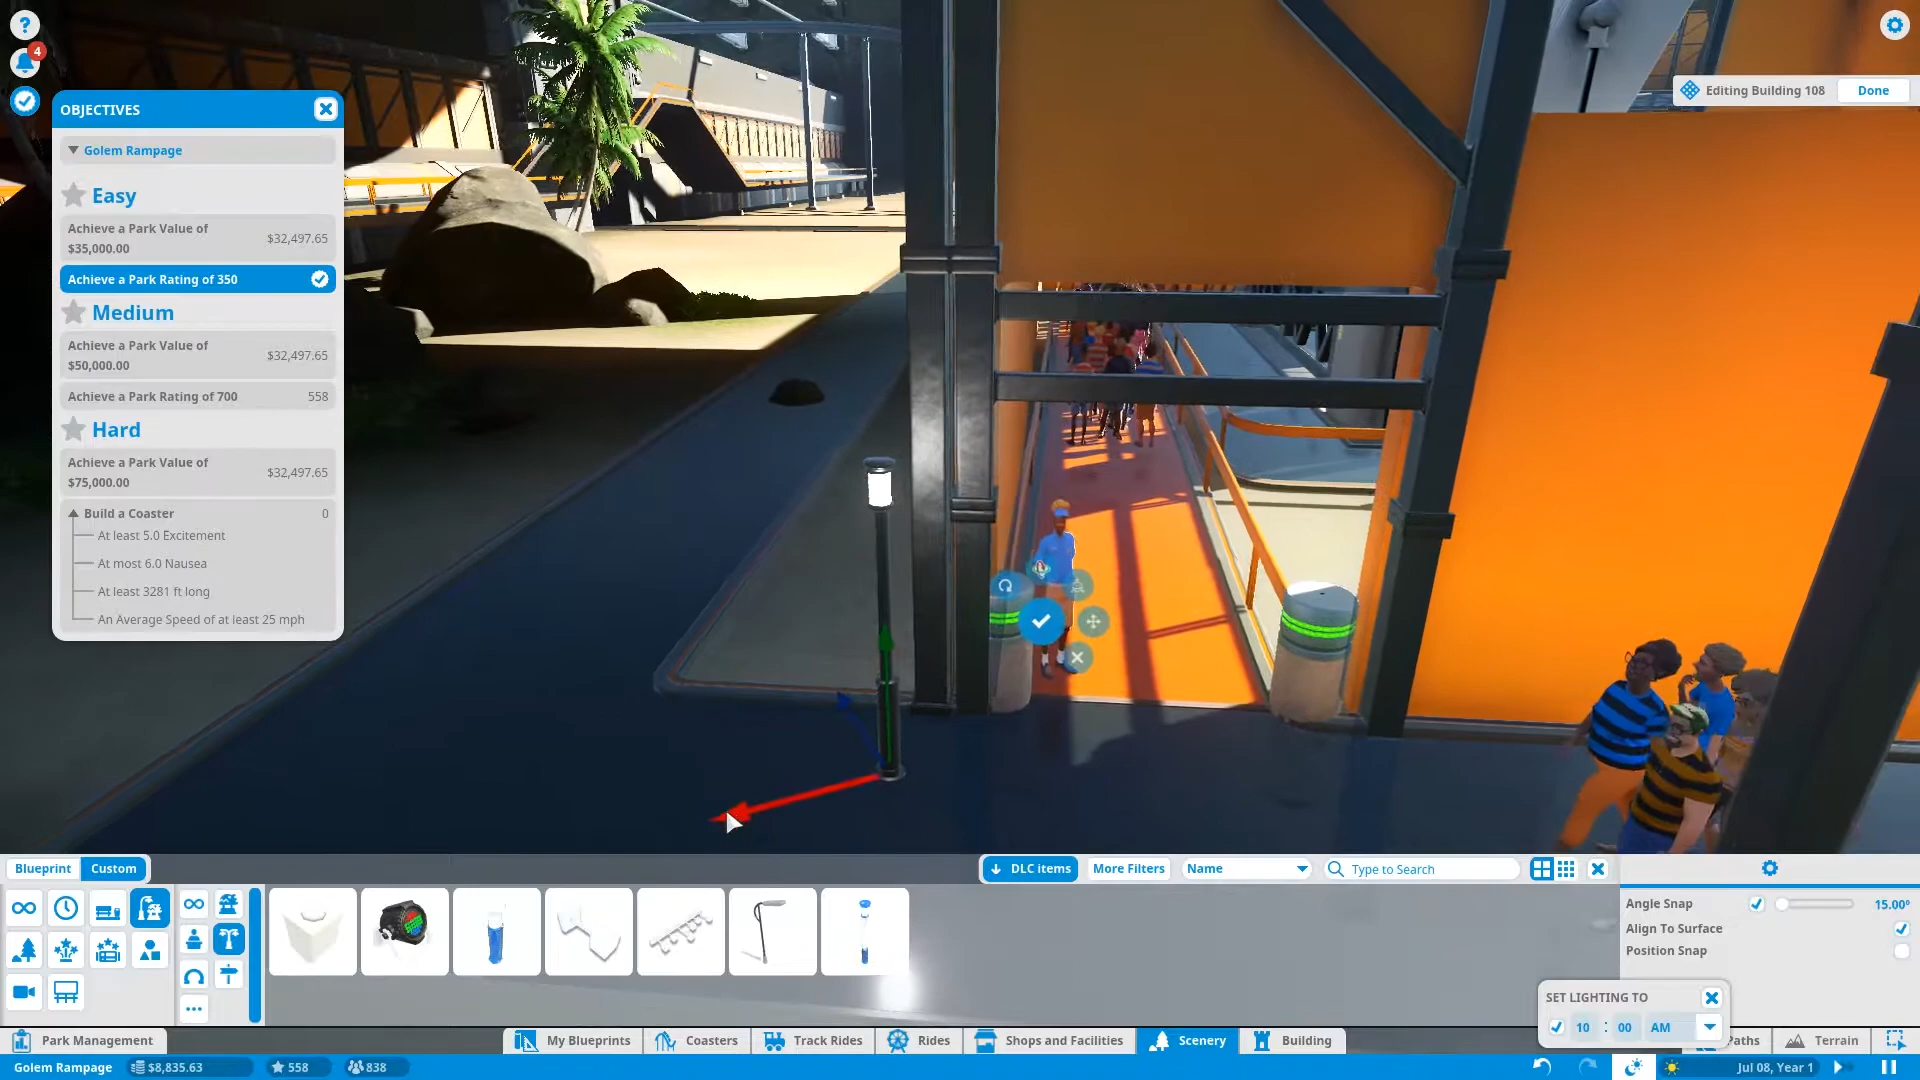 ?
4
OBJECTIVES
Golem Rampage
Easy
Achieve a Park Value of
$35,000.00
$32,497.65
Achieve a Park Rating of 350
Medium
Achieve a Park Value of
$50,000.00
$32,497.65
Achieve a Park Rating of 700
558
Hard
Achieve a Park Value of
$75,000.00
$32,497.65
Build a Coaster
0
At least 5.0 Excitement
At most 6.0 Nausea
At least 3281 ft long
An Average Speed of at least 25 mph
Editing Building 108
Done
Blueprint
Custom
DLC items
More Filters
Name
Type to Search
Angle Snap
15.00°
Align To Surface
Position Snap
SET LIGHTING TO
10 : 00 AM
Park Management
My Blueprints
Coasters
Track Rides
Rides
Shops and Facilities
Scenery
Building
Paths
Terrain
Golem Rampage
$8,835.63
558
838
Jul 08, Year 1